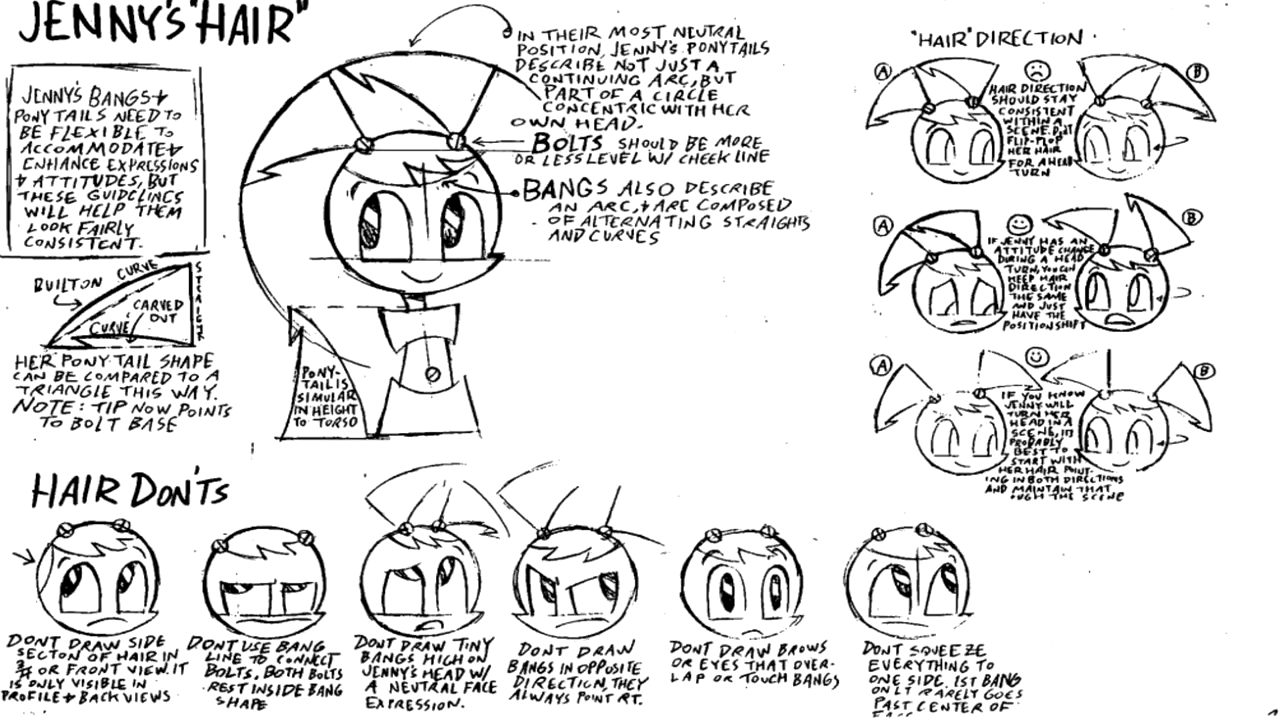 JENNY'S "HAIR"
JENNY'S BANGS &
PONYTAILS NEED TO
BE FLEXIBLE TO
ACCOMMODATE &
ENHANCE EXPRESSIONS
& ATTITUDES, BUT
THESE GUIDELINES
WILL HELP THEM
LOOK FAIRLY
CONSISTENT.
BUILT ON
CURVE
STRAIGHT
CARVED
OUT
CURVE
HER PONY TAIL SHAPE
CAN BE COMPARED TO A
TRIANGLE THIS WAY.
NOTE: TIP NOW POINTS
TO BOLT BASE
IN THEIR MOST NEUTRAL
POSITION, JENNY'S PONYTAILS
DESCRIBE NOT JUST A
CONTINUING ARC, BUT
PART OF A CIRCLE
CONCENTRIC WITH HER
OWN HEAD.
BOLTS SHOULD BE MORE
OR LESS LEVEL W/ CHEEK LINE
BANGS ALSO DESCRIBE
AN ARC, & ARE COMPOSED
OF ALTERNATING STRAIGHTS
AND CURVES
PONY-
TAIL IS
SIMULAR
IN HEIGHT
TO TORSO
"HAIR" DIRECTION
A
B
HAIR DIRECTION
SHOULD STAY
CONSISTENT
WITHIN A
SCENE. DON'T
FLIP-FLOP
HER HAIR
FOR A HEAD
TURN
A
B
IF JENNY HAS AN
ATTITUDE CHANGE
DURING A HEAD
TURN, YOU CAN
KEEP HAIR
DIRECTION
THE SAME
AND JUST
HAVE THE
POSITION SHIFT
A
B
IF YOU KNOW
JENNY WILL
TURN HER
HEAD IN A
SCENE, IT'S
PROBABLY
BEST TO
START WITH
HER HAIR POINT-
ING IN BOTH DIRECTIONS
AND MAINTAIN THAT
OUGH THE SCENE
HAIR DON'TS
DONT DRAW SIDE
SECTON OF HAIR IN
3/4 OR FRONT VIEW. IT
IS ONLY VISIBLE IN
PROFILE & BACK VIEWS
DON'T USE BANG
LINE TO CONNECT
BOLTS. BOTH BOLTS
REST INSIDE BANG
SHAPE
DONT DRAW TINY
BANGS HIGH ON
JENNY'S HEAD W/
A NEUTRAL FACE
EXPRESSION.
DON'T DRAW
BANGS IN OPPOSITE
DIRECTION, THEY
ALWAYS POINT RT.
DON'T DRAW BROWS
OR EYES THAT OVER-
LAP OR TOUCH BANGS
DON'T SQUEEZE
EVERYTHING TO
ONE SIDE. 1ST BANG
ONLY RARELY GOES
PAST CENTER OF